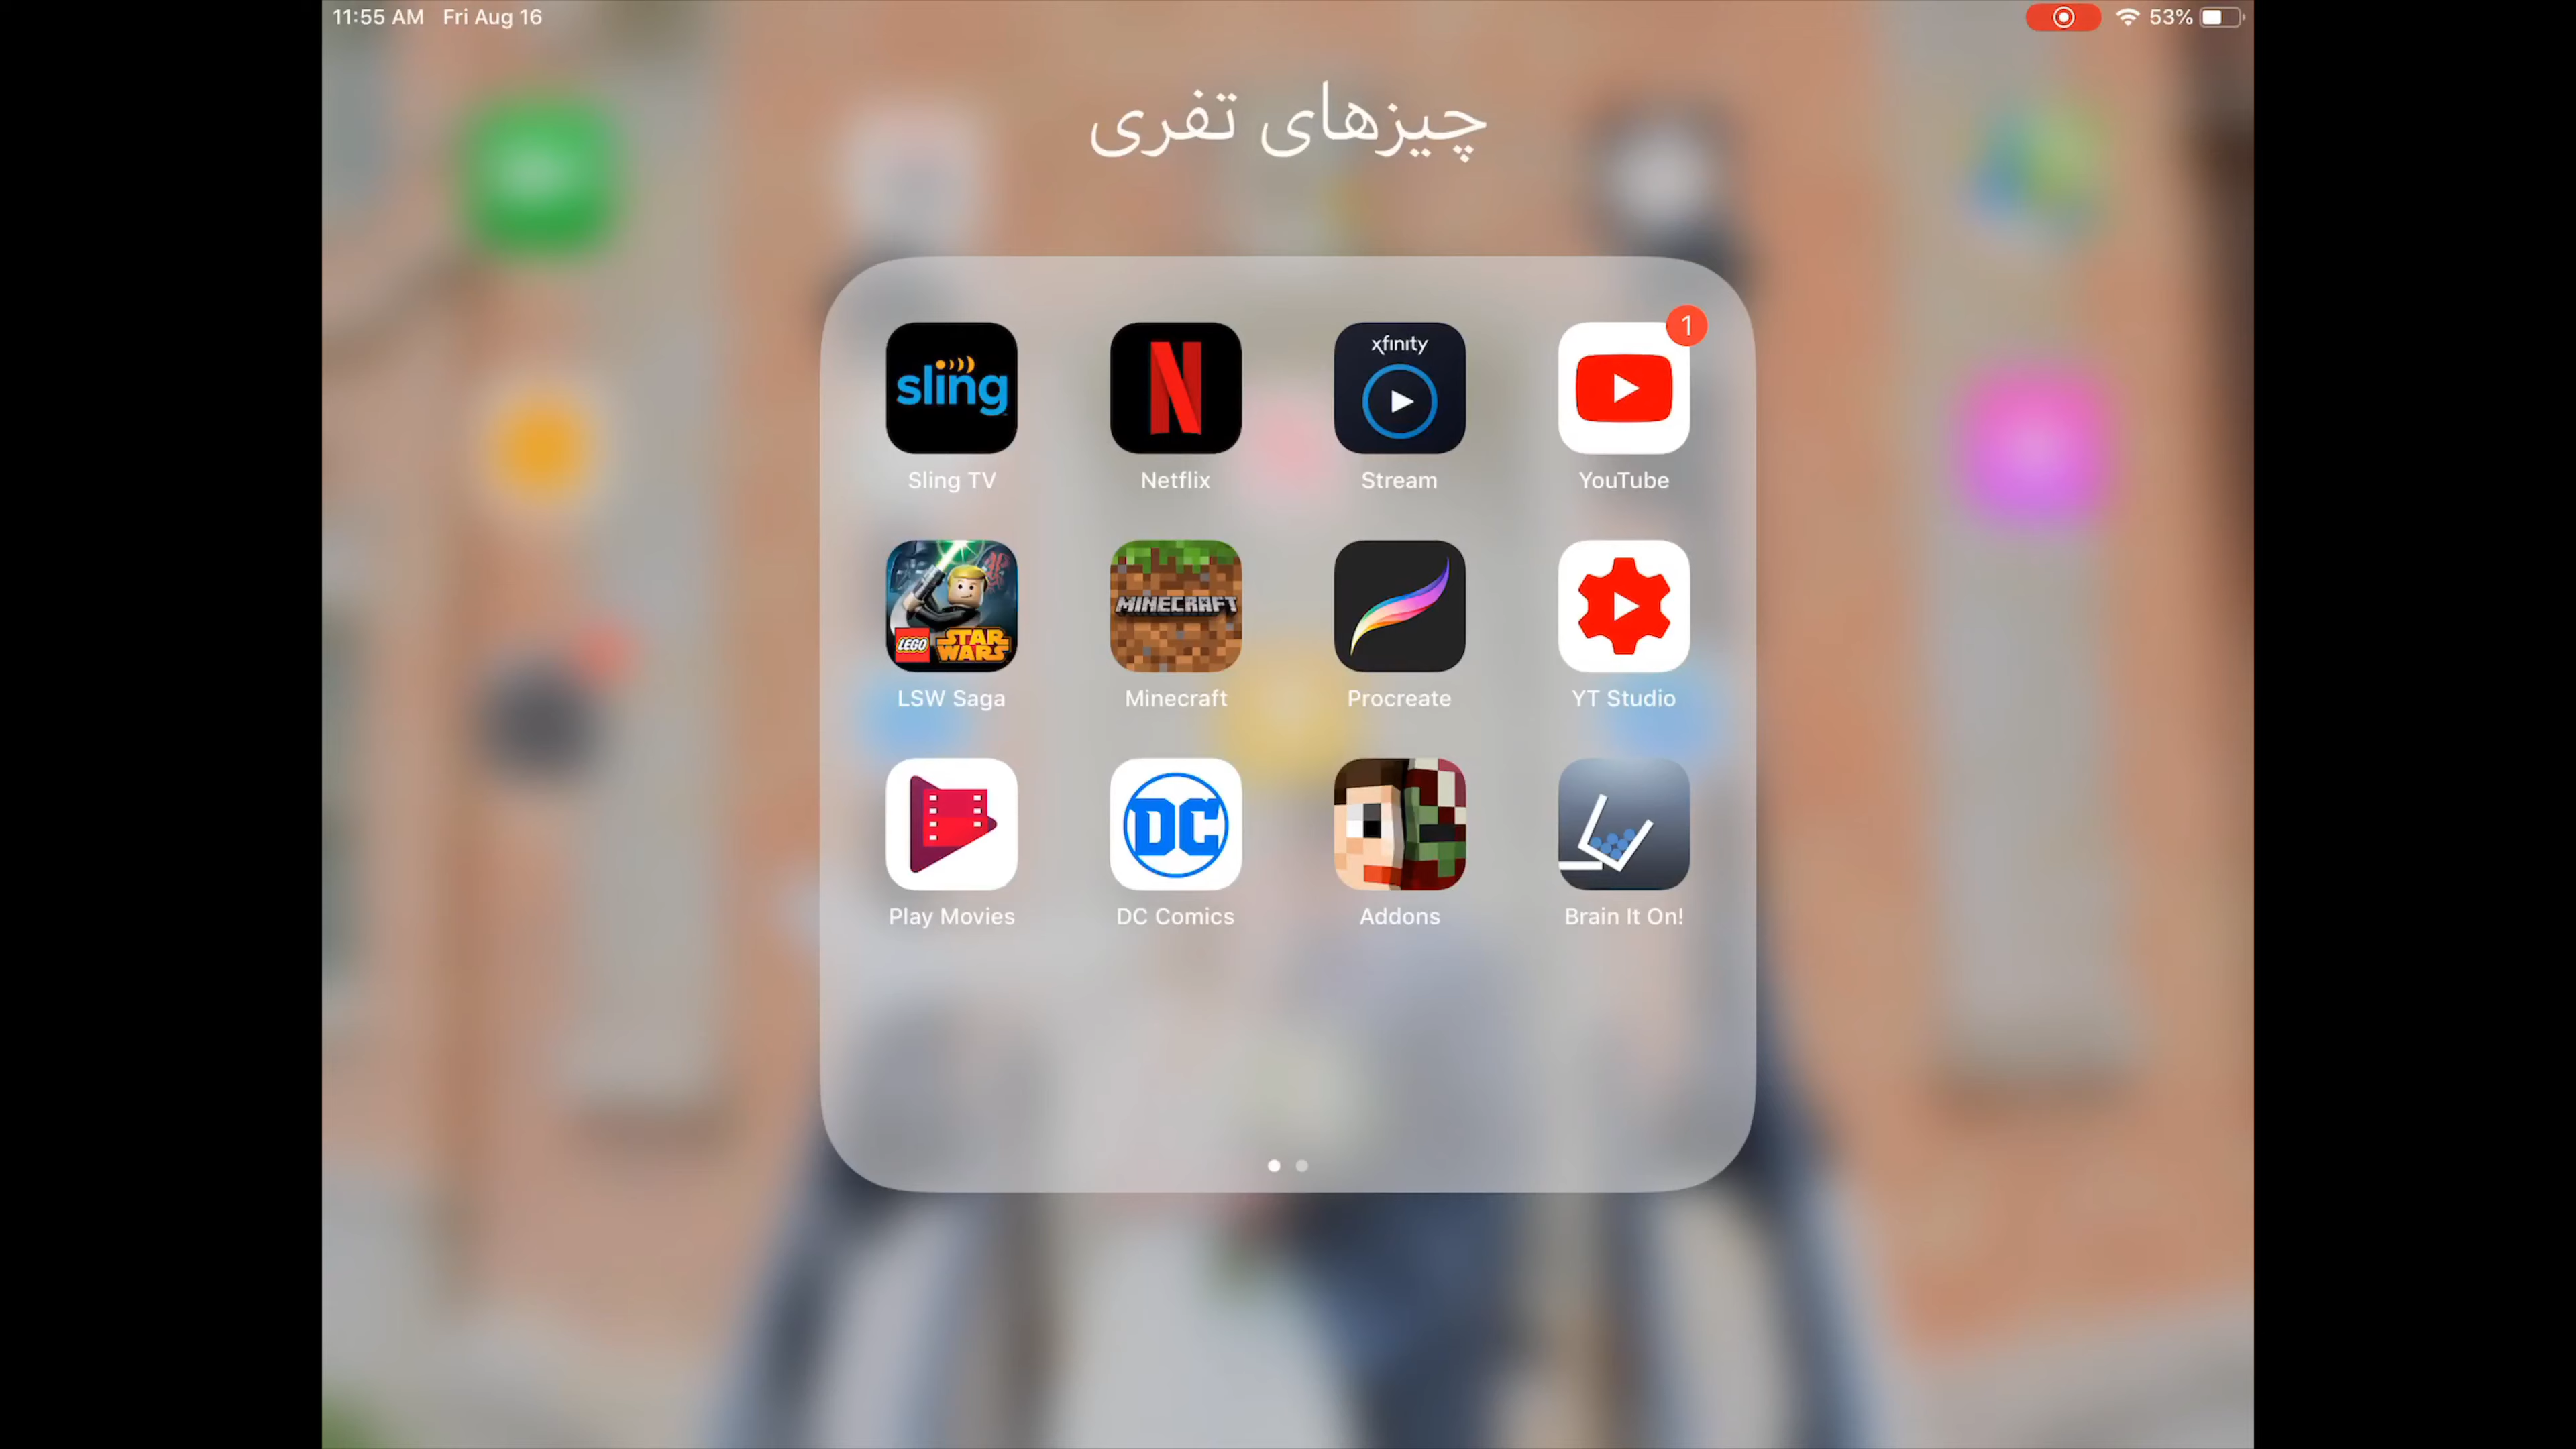 11:55 AM Fri Aug 16
53%
چیزهای تفری
sling
xfinity
1
Sling TV
Netflix
Stream
YouTube
LEGO STAR WARS
MINECRAFT
LSW Saga
Minecraft
Procreate
YT Studio
DC
Play Movies
DC Comics
Addons
Brain It On!